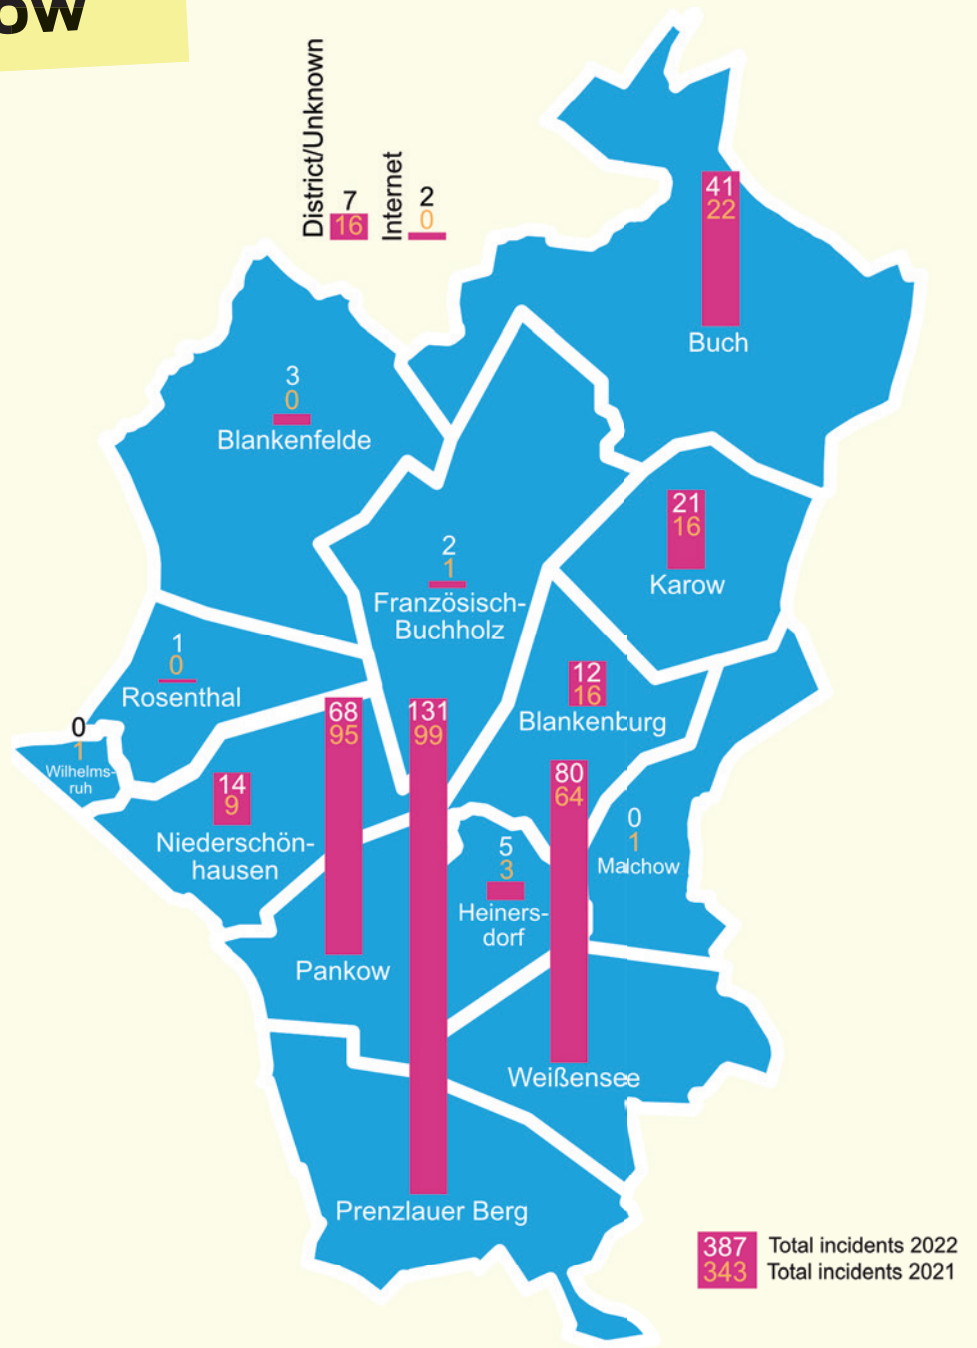 ow
District/Unknown
7
16
Internet
2
0
41
22
Buch
3
0
Blankenfelde
21
16
Karow
2
1
Französisch-
Buchholz
1
0
Rosenthal
12
16
Blankenburg
0
1
Wilhelms-
ruh
68
95
Pankow
131
99
Prenzlauer Berg
14
9
Niederschön-
hausen
80
64
Weißensee
0
1
Malchow
5
3
Heiners-
dorf
387 Total incidents 2022
343 Total incidents 2021